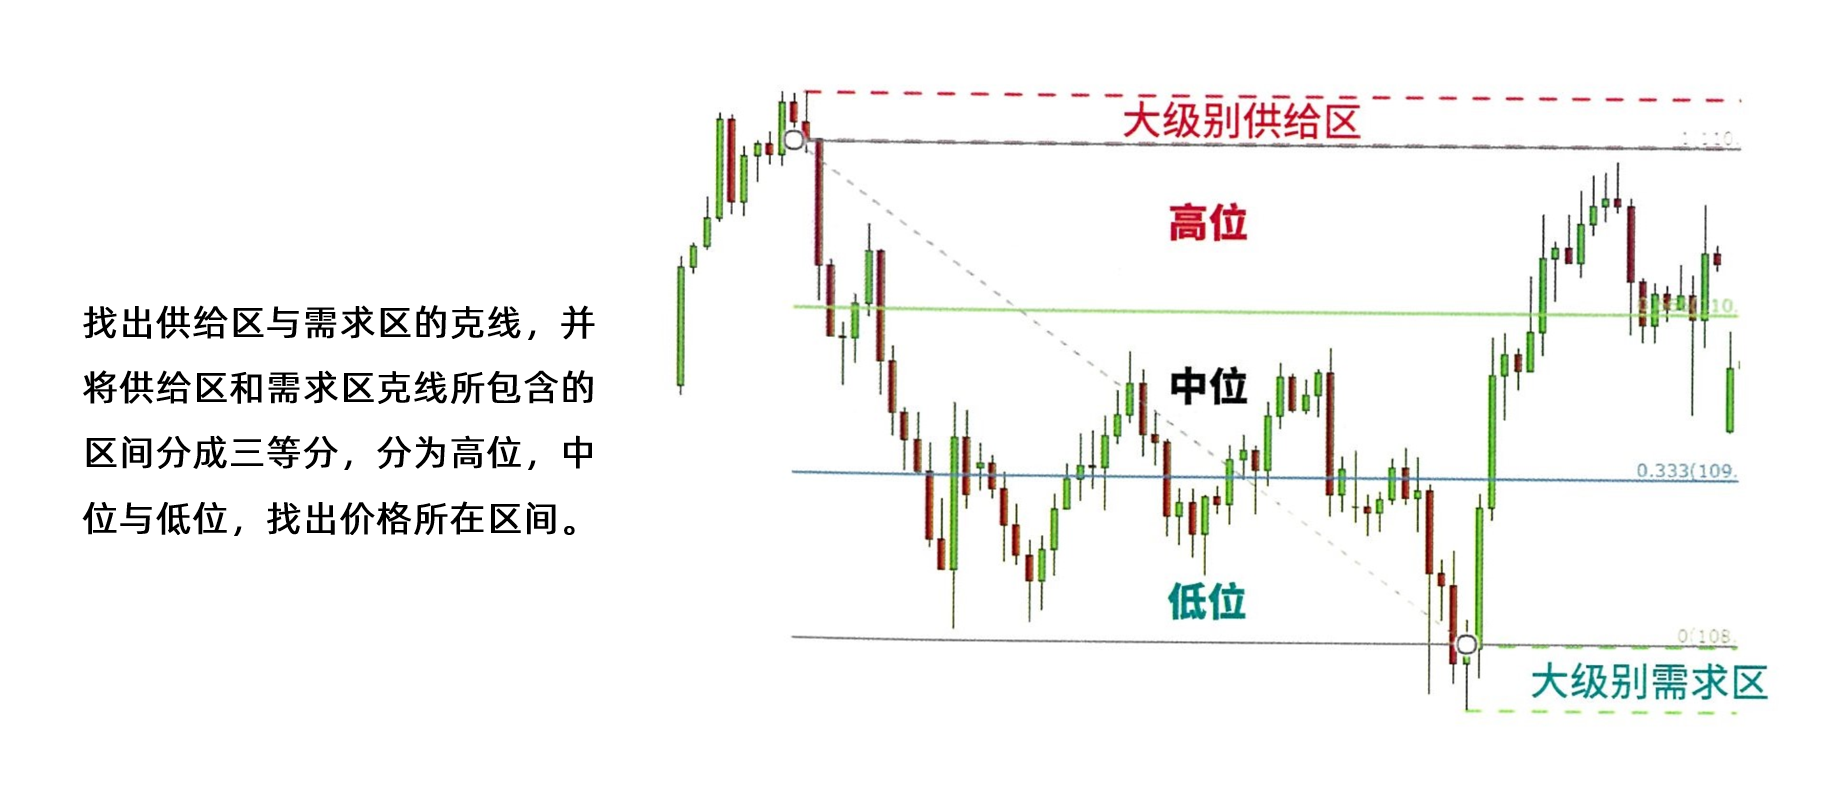 找出供给区与需求区的克线，并
将供给区和需求区克线所包含的
区间分成三等分，分为高位，中
位与低位，找出价格所在区间。
大级别供给区
1(110.
高位
中位
0.333(109.
低位
0(108.
大级别需求区